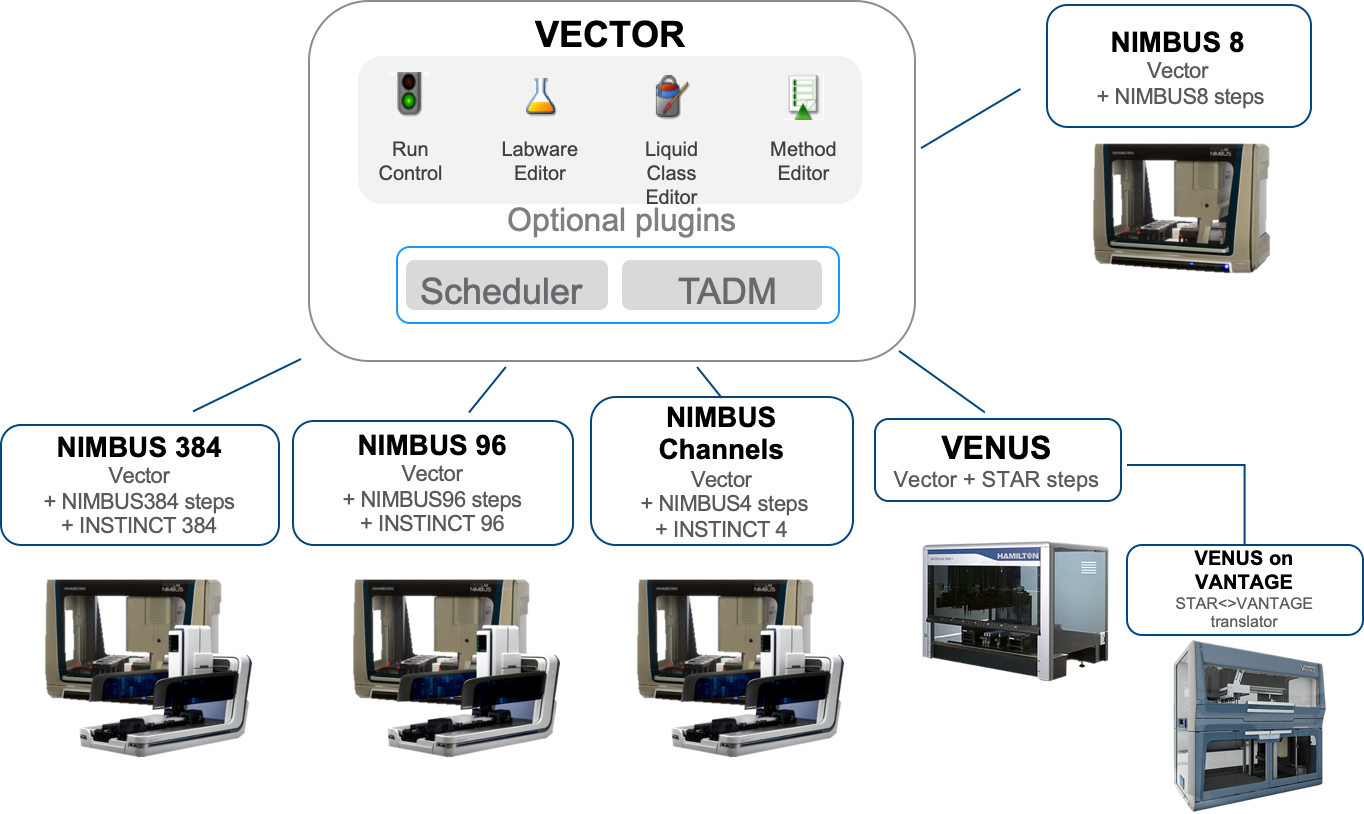 VECTOR
Run
Control
Labware
Editor
Liquid
Class
Editor
Method
Editor
Optional plugins
Scheduler
TADM
NIMBUS 8
Vector
+ NIMBUS8 steps
NIMBUS
NIMBUS 384
Vector
+ NIMBUS384 steps
+ INSTINCT 384
NIMBUS 96
Vector
+ NIMBUS96 steps
+ INSTINCT 96
NIMBUS
Channels
Vector
+ NIMBUS4 steps
+ INSTINCT 4
VENUS
Vector + STAR steps
VENUS on
VANTAGE
STAR<>VANTAGE
translator
NIMBUS
NIMBUS
NIMBUS
HAMILTON